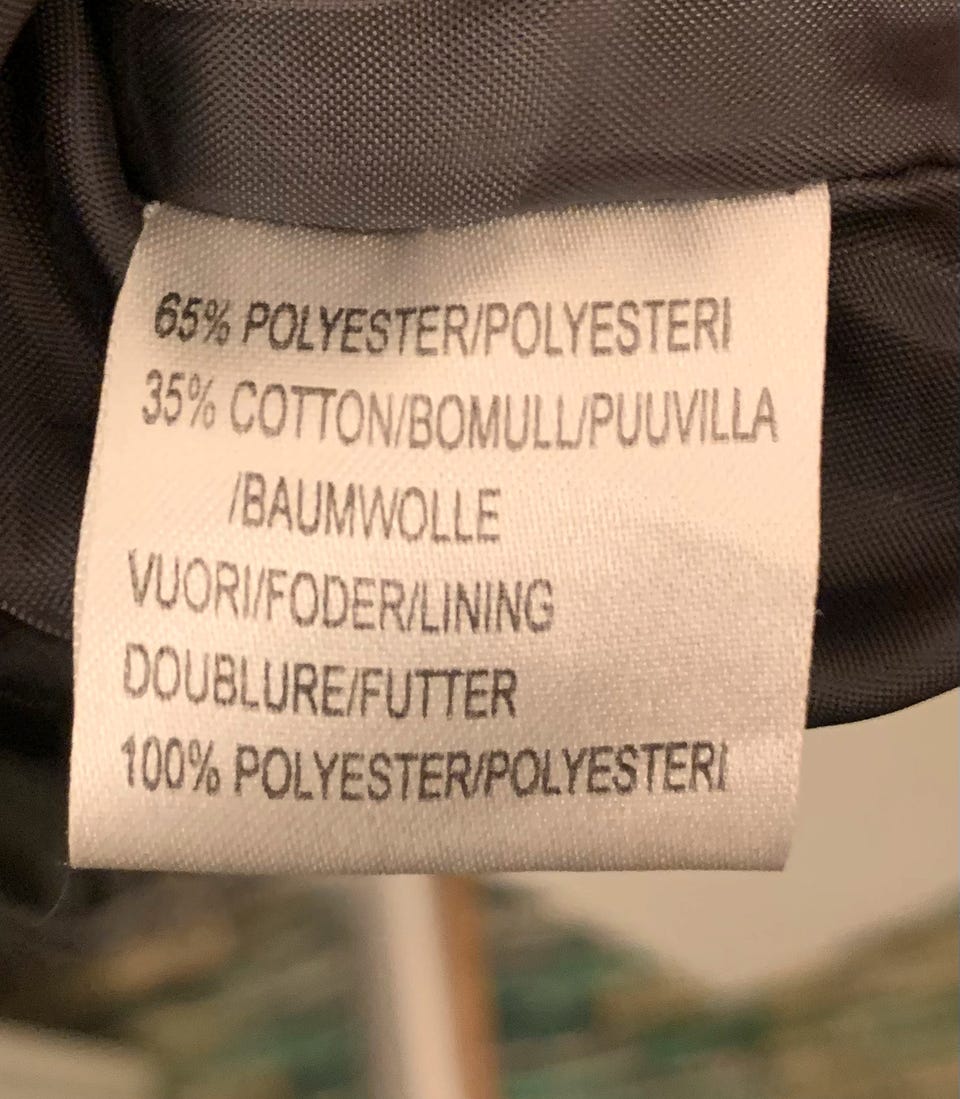 65% POLYESTER/POLYESTERI
35% COTTON/BOMULL/PUUVILLA
/BAUMWOLLE
VUORI/FODER/LINING
DOUBLURE/FUTTER
100% POLYESTER/POLYESTERI